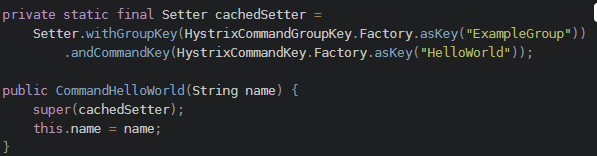 private static final Setter cachedSetter =
    Setter.withGroupKey(HystrixCommandGroupKey.Factory.asKey("ExampleGroup"))
        .andCommandKey(HystrixCommandKey.Factory.asKey("HelloWorld"));

public CommandHelloWorld(String name) {
    super(cachedSetter);
    this.name = name;
}